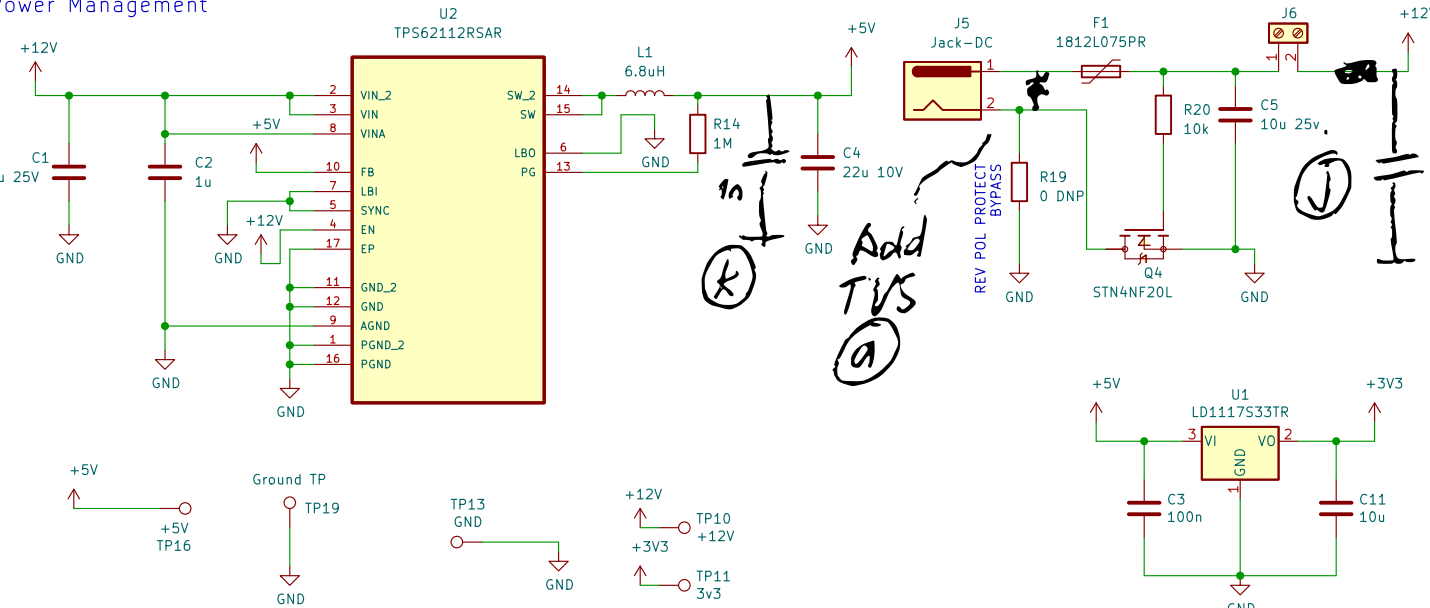 Power Management
U2
TPS62112RSAR
+12V
2 VIN_2
3 VIN
8 VINA
10 FB
7 LBI
5 SYNC
4 EN
17 EP
11 GND_2
12 GND
9 AGND
1 PGND_2
16 PGND
SW_2 14
SW 15
LBO 6
PG 13
+5V
+12V
C1
u 25V
GND
C2
1u
GND
GND
GND
L1
6.8uH
GND
R14
1M
+5V
1n
K
C4
22u 10V
GND
J5
Jack-DC
1
2
F1
1812L075PR
J6
1
2
+12V
R20
10k
C5
10u 25v
J
R19
0 DNP
REV POL PROTECT
BYPASS
GND
Add
TVS
a
Q4
STN4NF20L
GND
+5V
U1
LD1117S33TR
+3V3
3 VI
VO 2
GND
1
C3
100n
C11
10u
GND
+5V
+5V
TP16
Ground TP
TP19
GND
TP13
GND
GND
+12V
TP10
+12V
+3V3
TP11
3v3